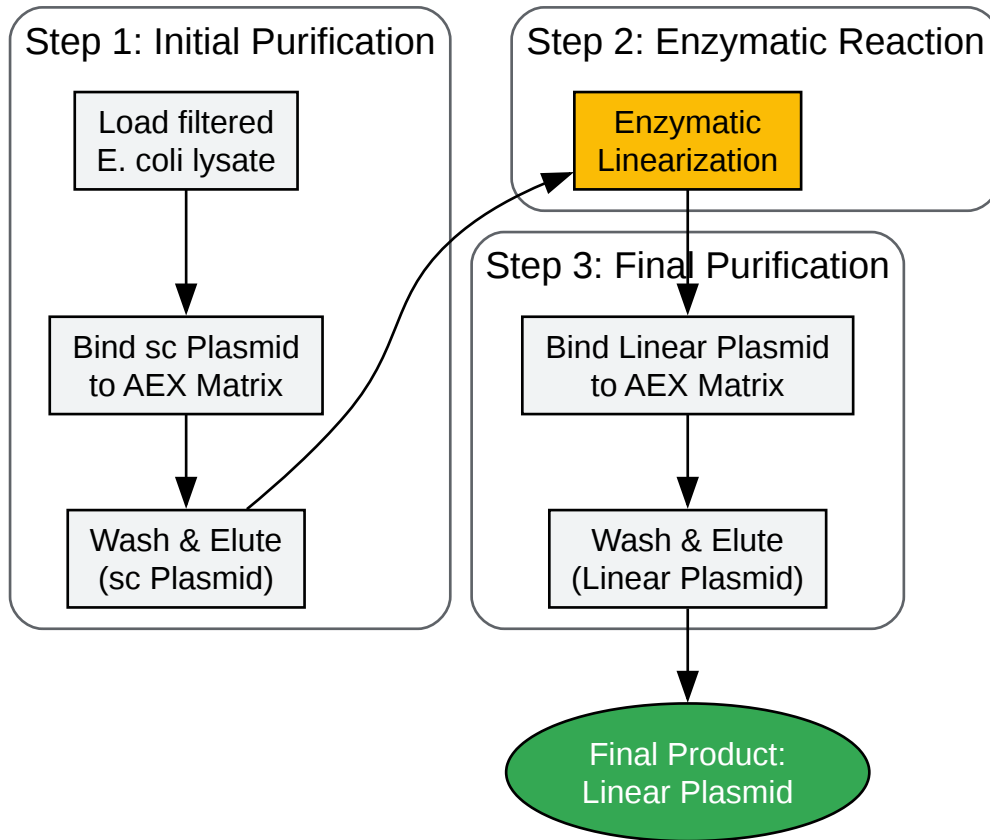 Step 1: Initial Purification
Load filtered
E. coli lysate
Bind sc Plasmid
to AEX Matrix
Wash & Elute
(sc Plasmid)
Step 2: Enzymatic Reaction
Enzymatic
Linearization
Step 3: Final Purification
Bind Linear Plasmid
to AEX Matrix
Wash & Elute
(Linear Plasmid)
Final Product:
Linear Plasmid